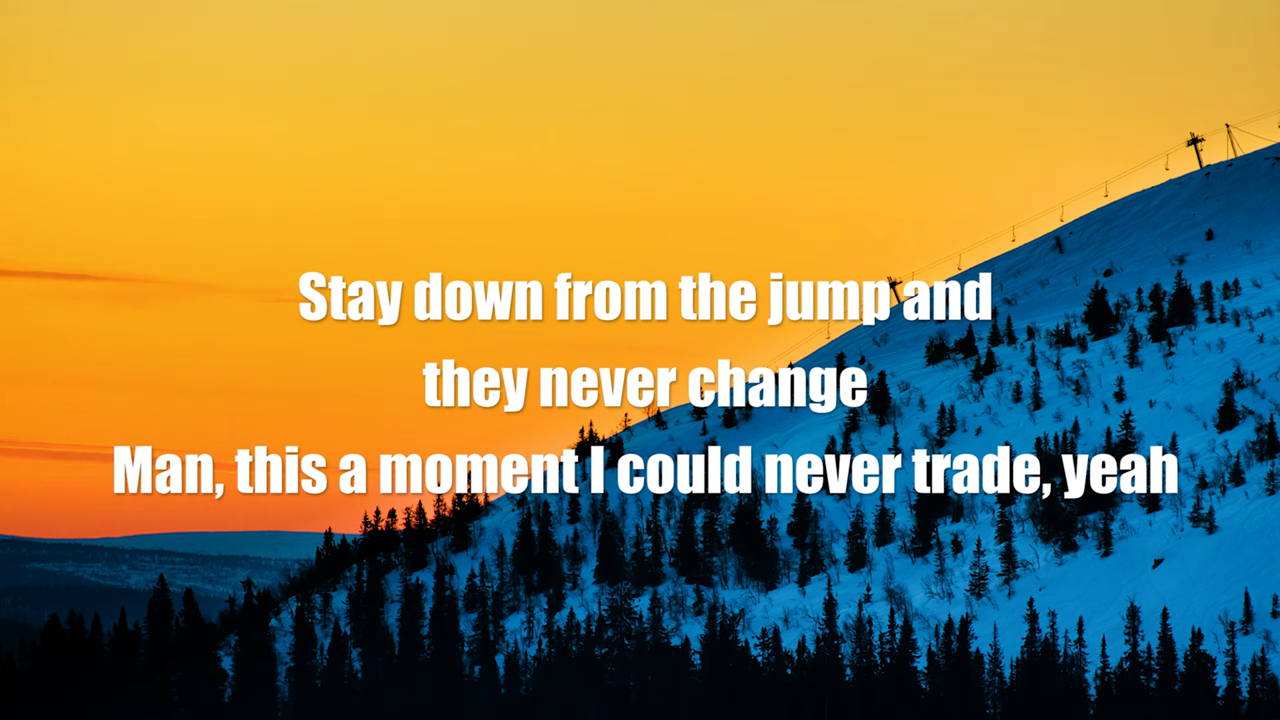 Stay down from the jump and
they never change
Man, this a moment I could never trade, yeah